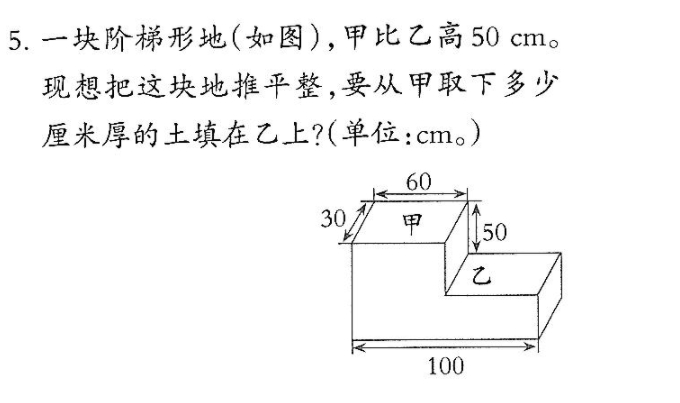 5. 一块阶梯形地(如图),甲比乙高50 cm。
现想把这块地推平整,要从甲取下多少
厘米厚的土填在乙上?(单位:cm。)
60
30
甲
50
乙
100